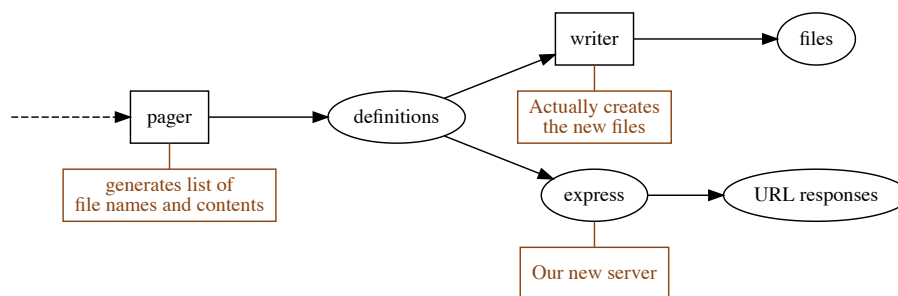 writer
files
Actually creates
the new files
pager
definitions
generates list of
file names and contents
express
URL responses
Our new server